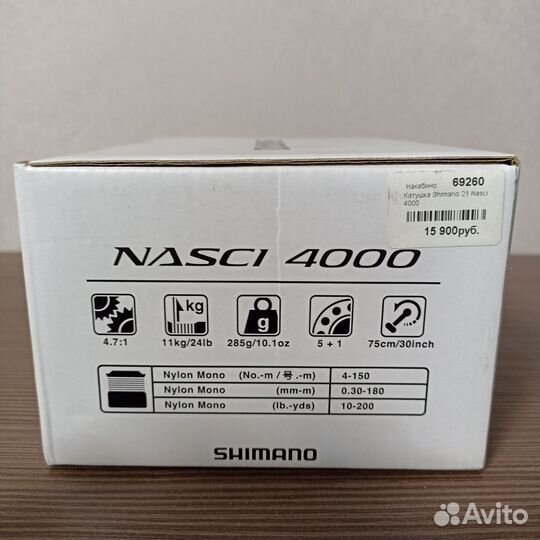 Нахабино 69260
Катушка Shimano 21 Nasci
4000
15 900руб.
NASCI 4000
kg
g
4.7:1
11kg/24lb
285g/10.1oz
5 + 1
75cm/30inch
Nylon Mono (No.-m / 号.-m) 4-150
Nylon Mono (mm-m) 0.30-180
Nylon Mono (lb.-yds) 10-200
SHIMANO
Avito